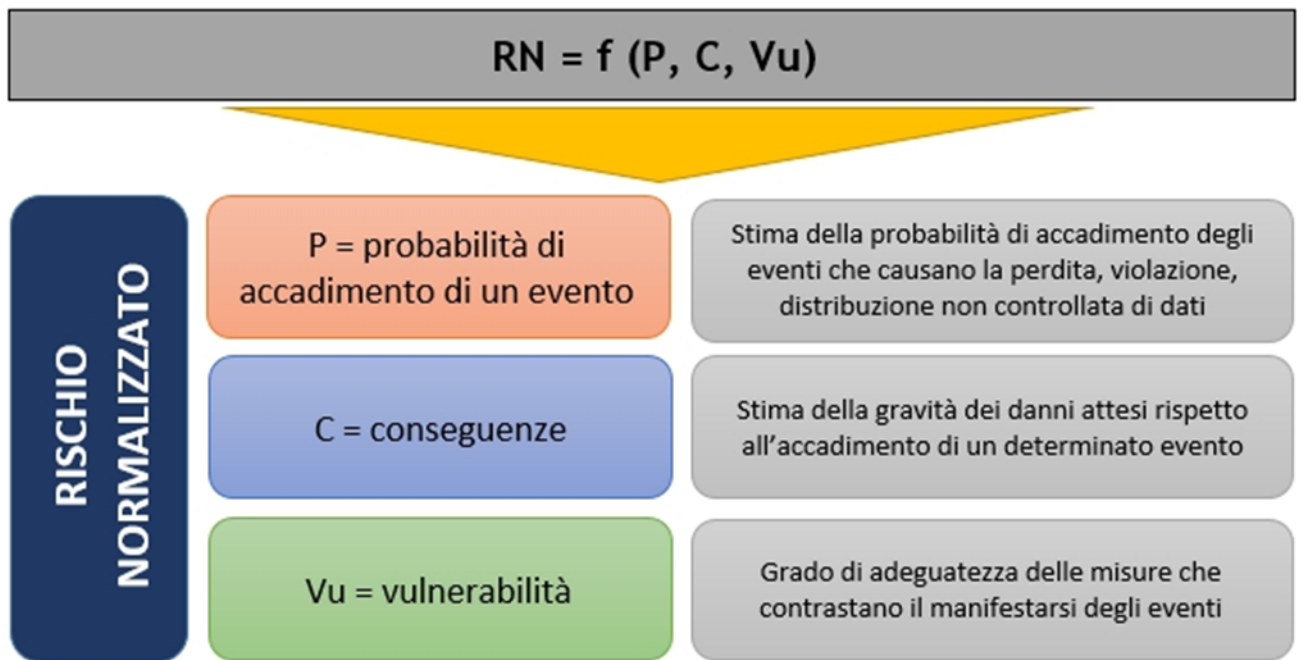 RN = f (P, C, Vu)
RISCHIO
NORMALIZZATO
P = probabilità di
accadimento di un evento
Stima della probabilità di accadimento degli
eventi che causano la perdita, violazione,
distribuzione non controllata di dati
C = conseguenze
Stima della gravità dei danni attesi rispetto
all’accadimento di un determinato evento
Vu = vulnerabilità
Grado di adeguatezza delle misure che
contrastano il manifestarsi degli eventi